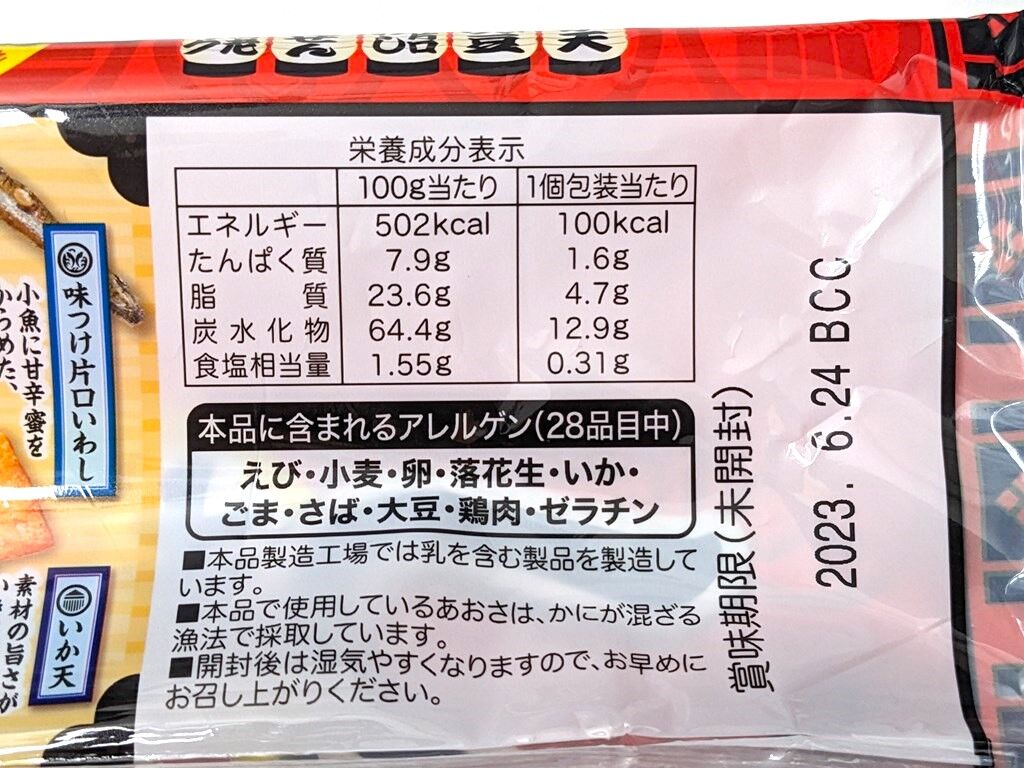 栄養成分表示
100g当たり 1個包装当たり
エネルギー 502kcal 100kcal
たんぱく質 7.9g 1.6g
脂質 23.6g 4.7g
炭水化物 64.4g 12.9g
食塩相当量 1.55g 0.31g
本品に含まれるアレルゲン(28品目中)
えび・小麦・卵・落花生・いか・
ごま・さば・大豆・鶏肉・ゼラチン
■本品製造工場では乳を含む製品を製造して
います。
■本品で使用しているあおさは、かにが混ざる
漁法で採取しています。
■開封後は湿気やすくなりますので、お早めに
お召し上がりください。
賞味期限(未開封)
2023. 6.24 BCC
味つけ片口いわし
小魚に甘辛蜜を
からめた、
いか天
素材の旨さが